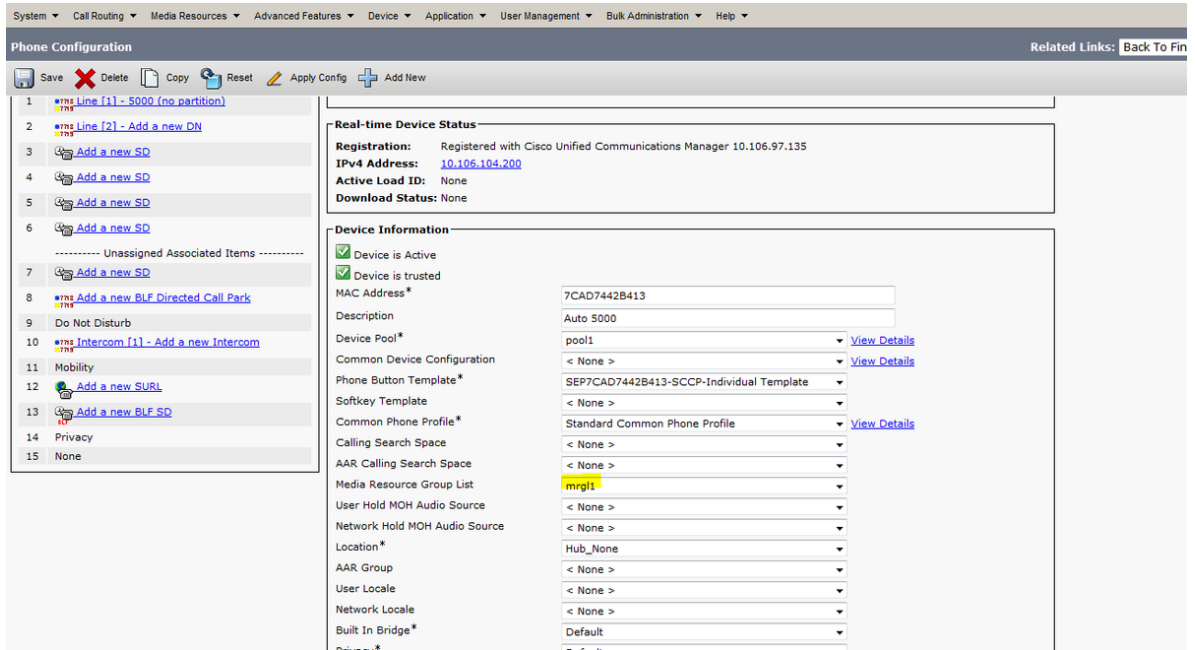 System Call Routing Media Resources Advanced Features Device Application User Management Bulk Administration Help
Phone Configuration
Related Links: Back To Fin
Save Delete Copy Reset Apply Config Add New
1 Line [1] - 5000 (no partition)
2 Line [2] - Add a new DN
3 Add a new SD
4 Add a new SD
5 Add a new SD
6 Add a new SD
---------- Unassigned Associated Items ----------
7 Add a new SD
8 Add a new BLF Directed Call Park
9 Do Not Disturb
10 Intercom [1] - Add a new Intercom
11 Mobility
12 Add a new SURL
13 Add a new BLF SD
14 Privacy
15 None
Real-time Device Status
Registration: Registered with Cisco Unified Communications Manager 10.106.97.135
IPv4 Address: 10.106.104.200
Active Load ID: None
Download Status: None
Device Information
Device is Active
Device is trusted
MAC Address* 7CAD7442B413
Description Auto 5000
Device Pool* pool1 View Details
Common Device Configuration < None > View Details
Phone Button Template* SEP7CAD7442B413-SCCP-Individual Template
Softkey Template < None >
Common Phone Profile* Standard Common Phone Profile View Details
Calling Search Space < None >
AAR Calling Search Space < None >
Media Resource Group List mrgl1
User Hold MOH Audio Source < None >
Network Hold MOH Audio Source < None >
Location* Hub_None
AAR Group < None >
User Locale < None >
Network Locale < None >
Built In Bridge* Default